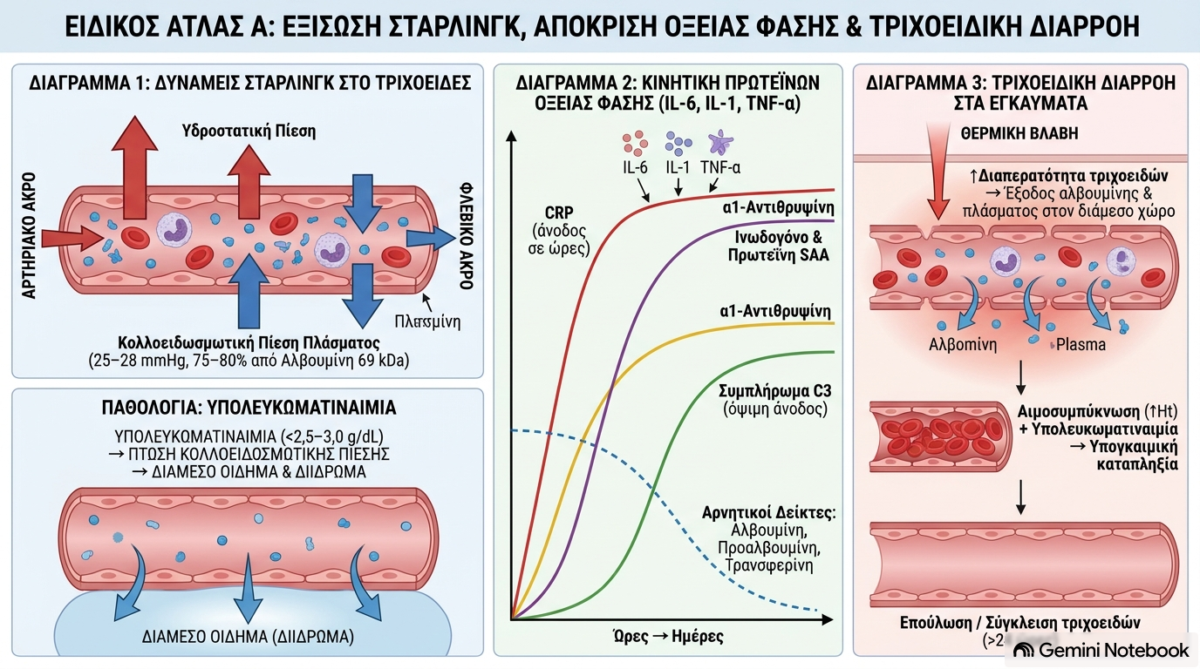 ΕΙΔΙΚΟΣ ΑΤΛΑΣ Α: ΕΞΙΣΩΣΗ ΣΤΑΡΛΙΝΓΚ, ΑΠΟΚΡΙΣΗ ΟΞΕΙΑΣ ΦΑΣΗΣ & ΤΡΙΧΟΕΙΔΙΚΗ ΔΙΑΡΡΟΗ
ΔΙΑΓΡΑΜΜΑ 1: ΔΥΝΑΜΕΙΣ ΣΤΑΡΛΙΝΓΚ ΣΤΟ ΤΡΙΧΟΕΙΔΕΣ
Υδροστατική Πίεση
ΑΡΤΗΡΙΑΚΟ ΑΚΡΟ
ΦΛΕΒΙΚΟ ΑΚΡΟ
Κολλοειδωσμωτική Πίεση Πλάσματος
(25–28 mmHg, 75–80% από Αλβουμίνη 69 kDa)
ΠΑΘΟΛΟΓΙΑ: ΥΠΟΛΕΥΚΩΜΑΤΙΝΑΙΜΙΑ
ΥΠΟΛΕΥΚΩΜΑΤΙΝΑΙΜΙΑ (<2,5–3,0 g/dL)
→ ΠΤΩΣΗ ΚΟΛΛΟΕΙΔΟΣΜΩΤΙΚΗΣ ΠΙΕΣΗΣ
→ ΔΙΑΜΕΣΟ ΟΙΔΗΜΑ & ΔΙΙΔΡΩΜΑ
ΔΙΑΜΕΣΟ ΟΙΔΗΜΑ (ΔΙΙΔΡΩΜΑ)
ΔΙΑΓΡΑΜΜΑ 2: ΚΙΝΗΤΙΚΗ ΠΡΩΤΕΪΝΩΝ
ΟΞΕΙΑΣ ΦΑΣΗΣ (IL-6, IL-1, TNF-α)
IL-6 IL-1 TNF-α
CRP
(άνοδος
σε ώρες)
α1-Αντιθρυψίνη
Ινωδογόνο &
Πρωτεΐνη SAA
α1-Αντιθρυψίνη
Συμπλήρωμα C3
(όψιμη άνοδος)
Αρνητικοί Δείκτες:
Αλβουμίνη,
Προαλβουμίνη,
Τρανσφερίνη
Ώρες → Ημέρες
ΔΙΑΓΡΑΜΜΑ 3: ΤΡΙΧΟΕΙΔΙΚΗ ΔΙΑΡΡΟΗ
ΣΤΑ ΕΓΚΑΥΜΑΤΑ
ΘΕΡΜΙΚΗ ΒΛΑΒΗ
↑Διαπερατότητα τριχοειδών
→ Έξοδος αλβουμίνης &
πλάσματος στον διάμεσο χώρο
Αλβομίνη
Plasma
Αιμοσυμπύκνωση (↑Ht)
+ Υπολευκωματιναιμία
→ Υπογκαιμική
καταπληξία
Επούλωση / Σύγκλειση τριχοειδών
Gemini Notebook